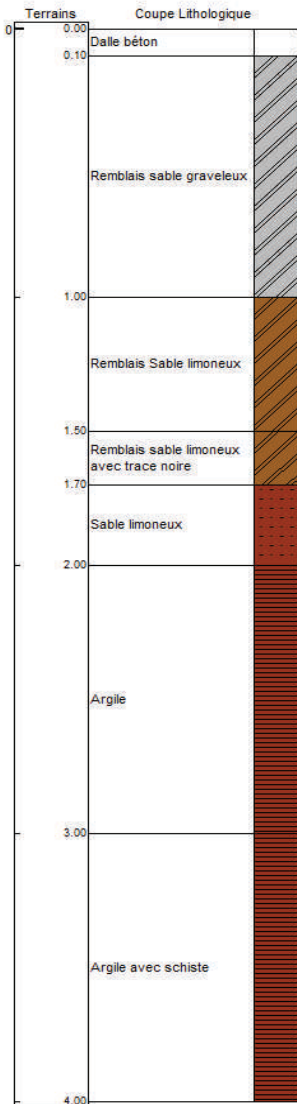 Terrains Coupe Lithologique
0 0.00
Dalle béton
0.10
Remblais sable graveleux
1.00
Remblais Sable limoneux
1.50
Remblais sable limoneux
avec trace noire
1.70
Sable limoneux
2.00
Argile
3.00
Argile avec schiste
4.00